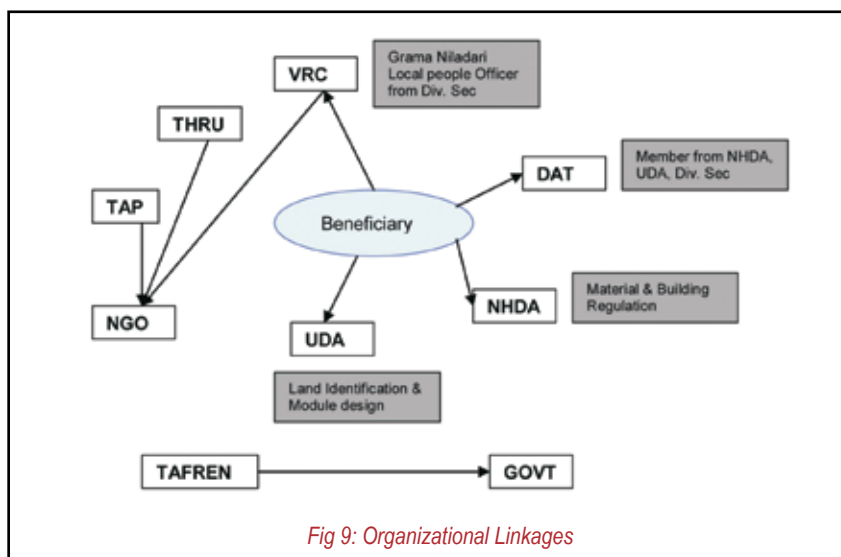 VRC
Grama Niladari
Local people Officer
from Div. Sec
THRU
DAT
Member from NHDA,
UDA, Div. Sec
TAP
Beneficiary
NGO
UDA
NHDA
Material & Building
Regulation
Land Identification &
Module design
TAFREN
GOVT
Fig 9: Organizational Linkages